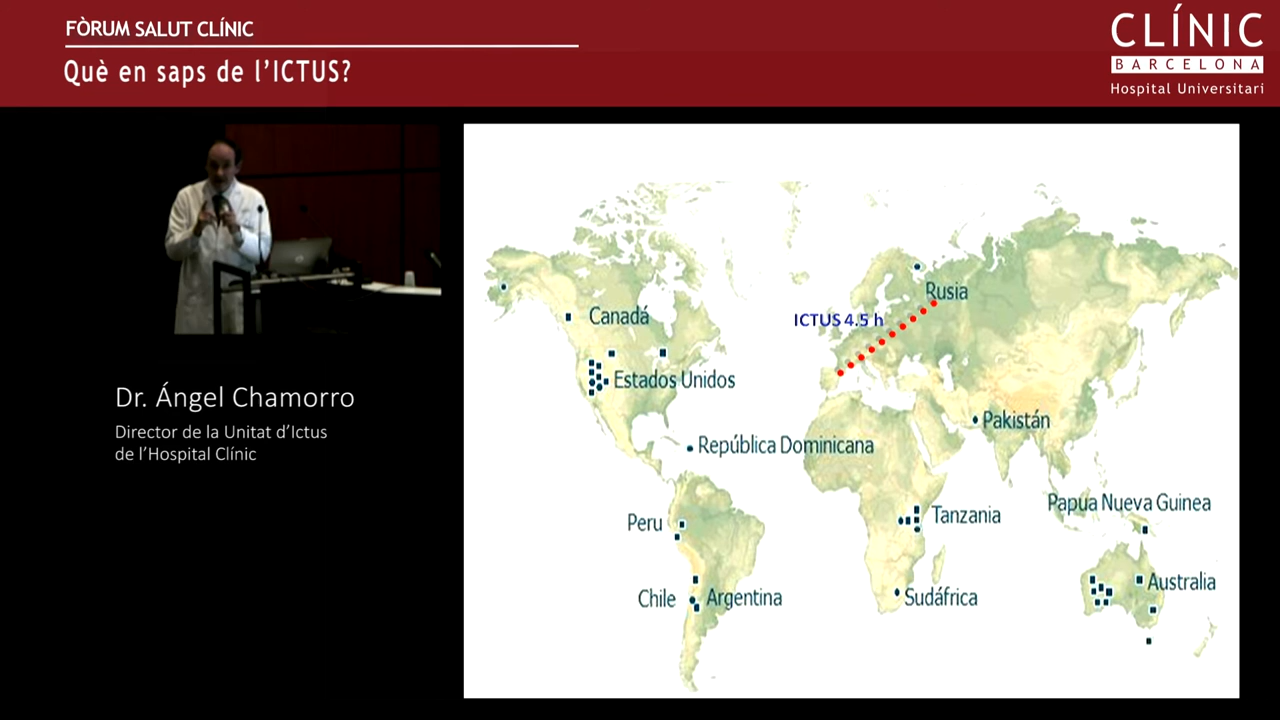 FÒRUM SALUT CLÍNIC
Què en saps de l'ICTUS?
CLÍNIC
BARCELONA
Hospital Universitari
Dr. Ángel Chamorro
Director de la Unitat d'Ictus
de l'Hospital Clínic
Rusia
Canadá
ICTUS 4.5 h
Estados Unidos
Pakistán
República Dominicana
Papua Nueva Guinea
Peru
Tanzania
Australia
Chile
Argentina
Sudáfrica